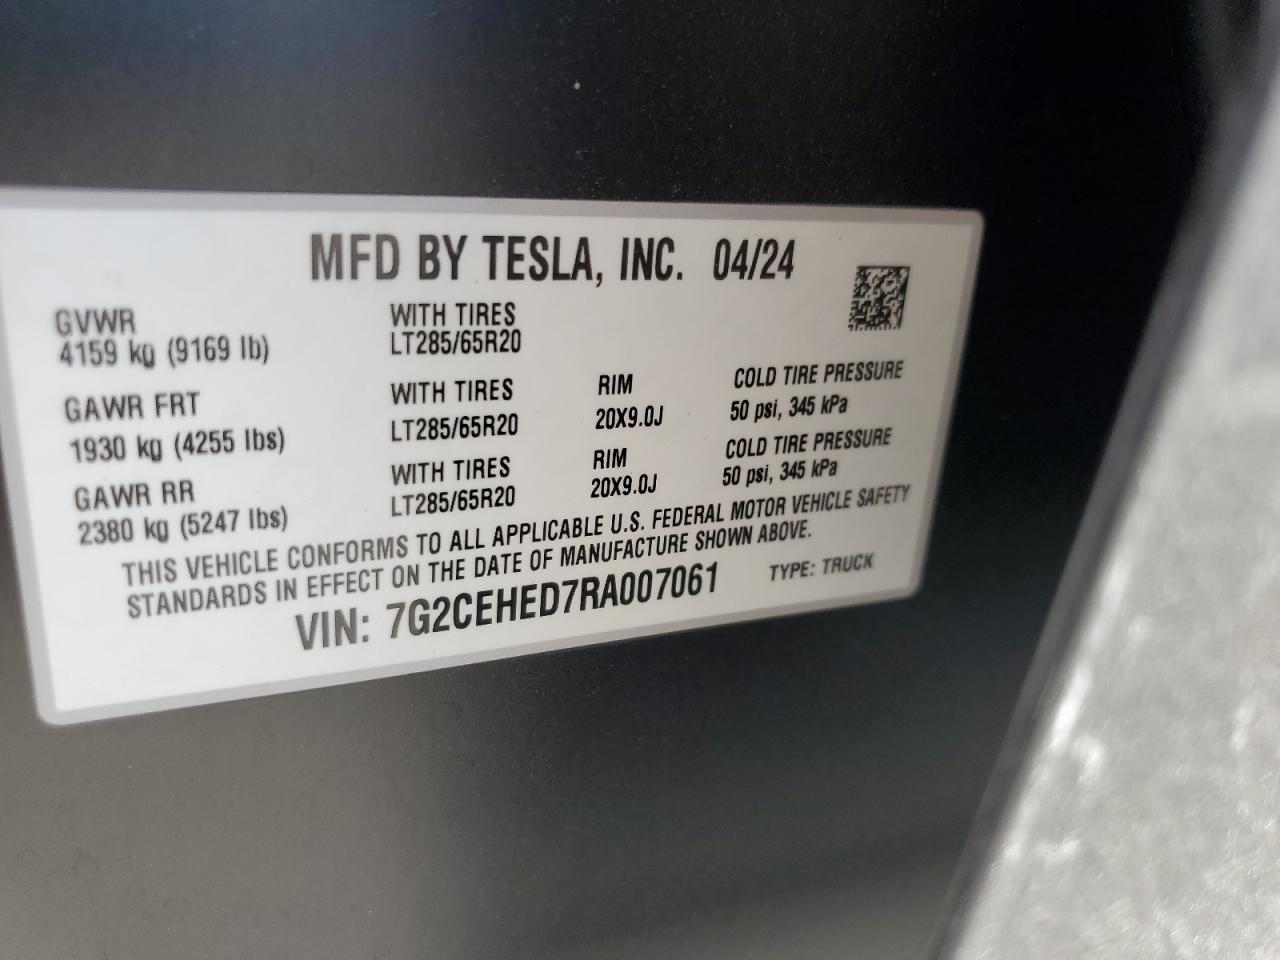 MFD BY TESLA, INC. 04/24
GVWR
4159 kg (9169 lb)
WITH TIRES
LT285/65R20
GAWR FRT
1930 kg (4255 lbs)
WITH TIRES
LT285/65R20
RIM
20X9.0J
COLD TIRE PRESSURE
50 psi, 345 kPa
GAWR RR
2380 kg (5247 lbs)
WITH TIRES
LT285/65R20
RIM
20X9.0J
COLD TIRE PRESSURE
50 psi, 345 kPa
THIS VEHICLE CONFORMS TO ALL APPLICABLE U.S. FEDERAL MOTOR VEHICLE SAFETY
STANDARDS IN EFFECT ON THE DATE OF MANUFACTURE SHOWN ABOVE.
VIN: 7G2CEHED7RA007061 TYPE: TRUCK